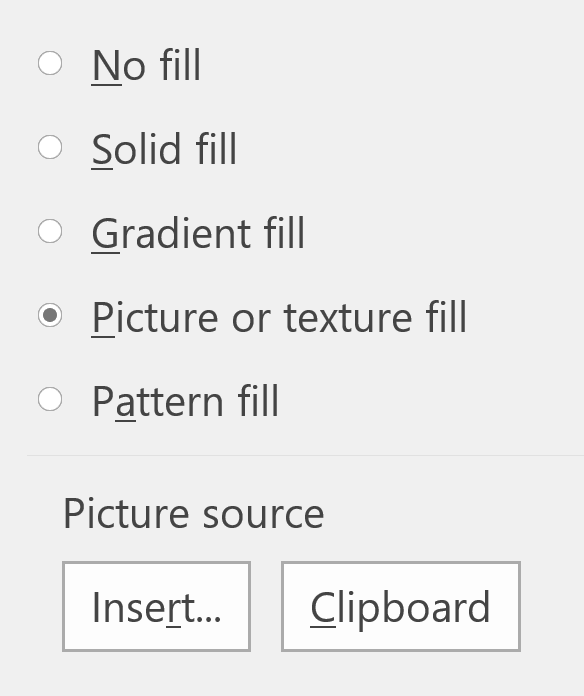 No fill
Solid fill
Gradient fill
Picture or texture fill
Pattern fill
Picture source
Insert... Clipboard